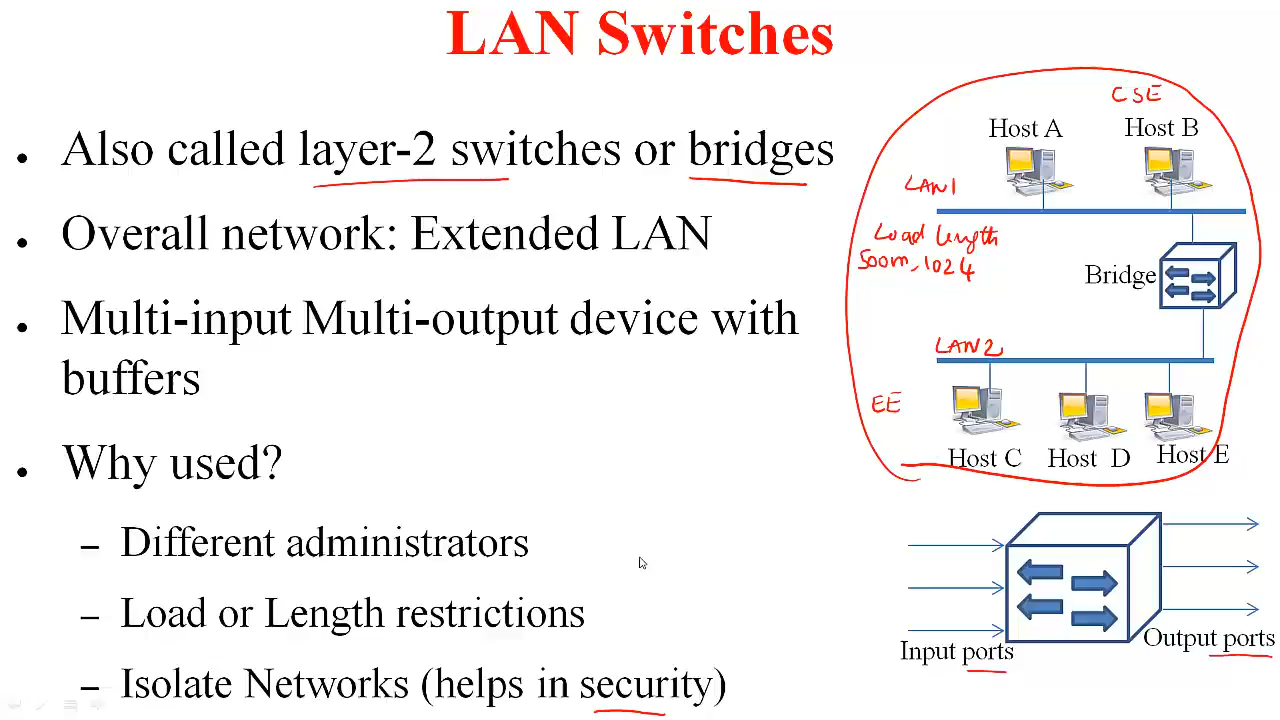 LAN Switches
• Also called layer-2 switches or bridges
• Overall network: Extended LAN
• Multi-input Multi-output device with
buffers
• Why used?
– Different administrators
– Load or Length restrictions
– Isolate Networks (helps in security)
CSE
Host A
Host B
LAN1
Load length
500m, 1024
Bridge
LAN2
EE
Host C
Host D
Host E
Input ports
Output ports